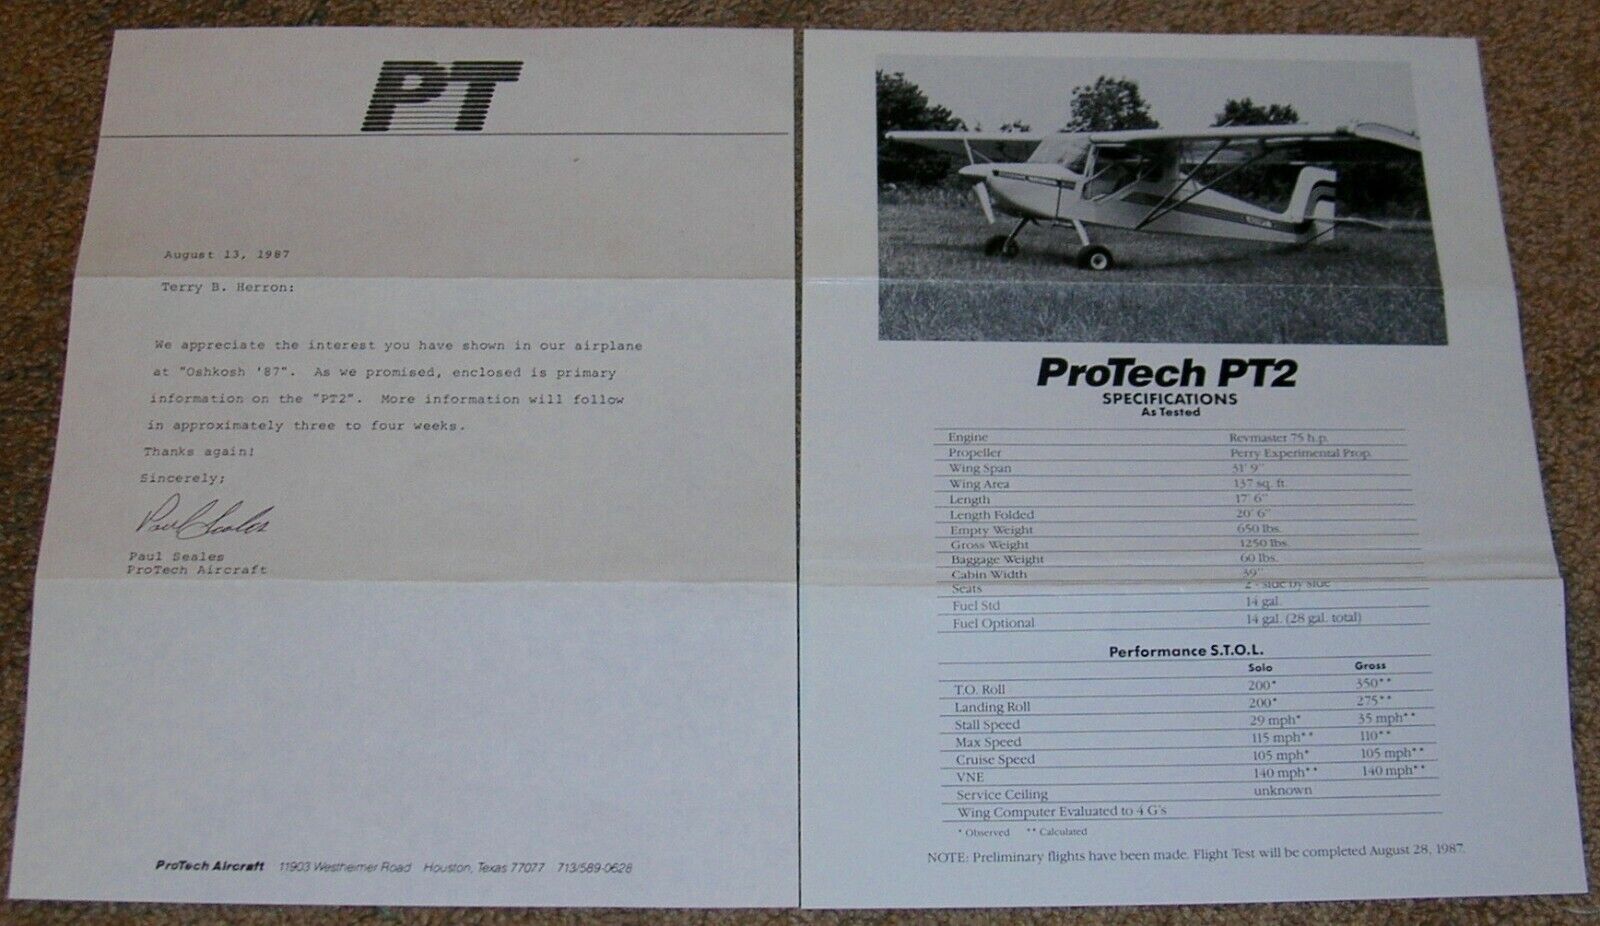 PT
August 13, 1987
Terry B. Herron:
We appreciate the interest you have shown in our airplane
at "Oshkosh '87". As we promised, enclosed is primary
information on the "PT2". More information will follow
in approximately three to four weeks.
Thanks again!
Sincerely;
Paul Seales
Paul Seales
ProTech Aircraft
ProTech Aircraft 11903 Westheimer Road Houston, Texas 77077 713/589-0628
ProTech PT2
SPECIFICATIONS
As Tested
Engine Revmaster 75 h.p.
Propeller Perry Experimental Prop.
Wing Span 31' 9"
Wing Area 137 sq. ft.
Length 17' 6"
Length Folded 20' 6"
Empty Weight 650 lbs.
Gross Weight 1250 lbs.
Baggage Weight 60 lbs.
Cabin Width 39"
Seats 2 - side by side
Fuel Std 14 gal.
Fuel Optional 14 gal. (28 gal. total)
Performance S.T.O.L.
Solo Gross
T.O. Roll 200* 350**
Landing Roll 200* 275**
Stall Speed 29 mph* 35 mph**
Max Speed 115 mph** 110**
Cruise Speed 105 mph* 105 mph**
VNE 140 mph** 140 mph**
Service Ceiling unknown
Wing Computer Evaluated to 4 G's
* Observed ** Calculated
NOTE: Preliminary flights have been made. Flight Test will be completed August 28, 1987.